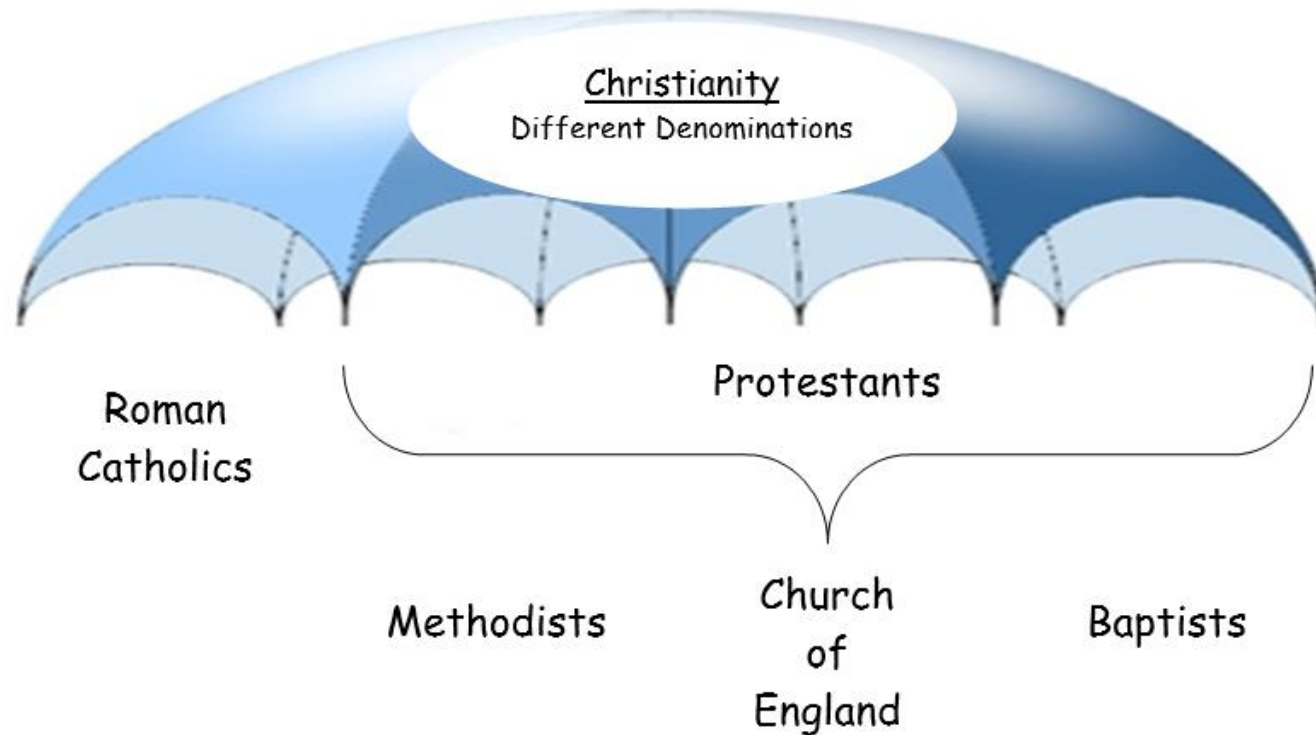 Christianity
Different Denominations
Protestants
Roman
Catholics
Methodists
Church
of
England
Baptists